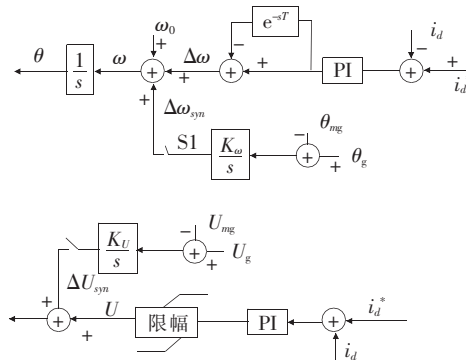 ω₀
e⁻ˢᵀ
i_d
−
−
θ
1/s
ω
+
+
Δω
+
+
+
PI
+
+
i_d
Δω_syn
+
S1
K_ω/s
−
θ_mg
+
+
θ_g
K_U/s
−
U_mg
+
+
U_g
ΔU_syn
+
+
U
+
限幅
PI
+
i_d*
i_d